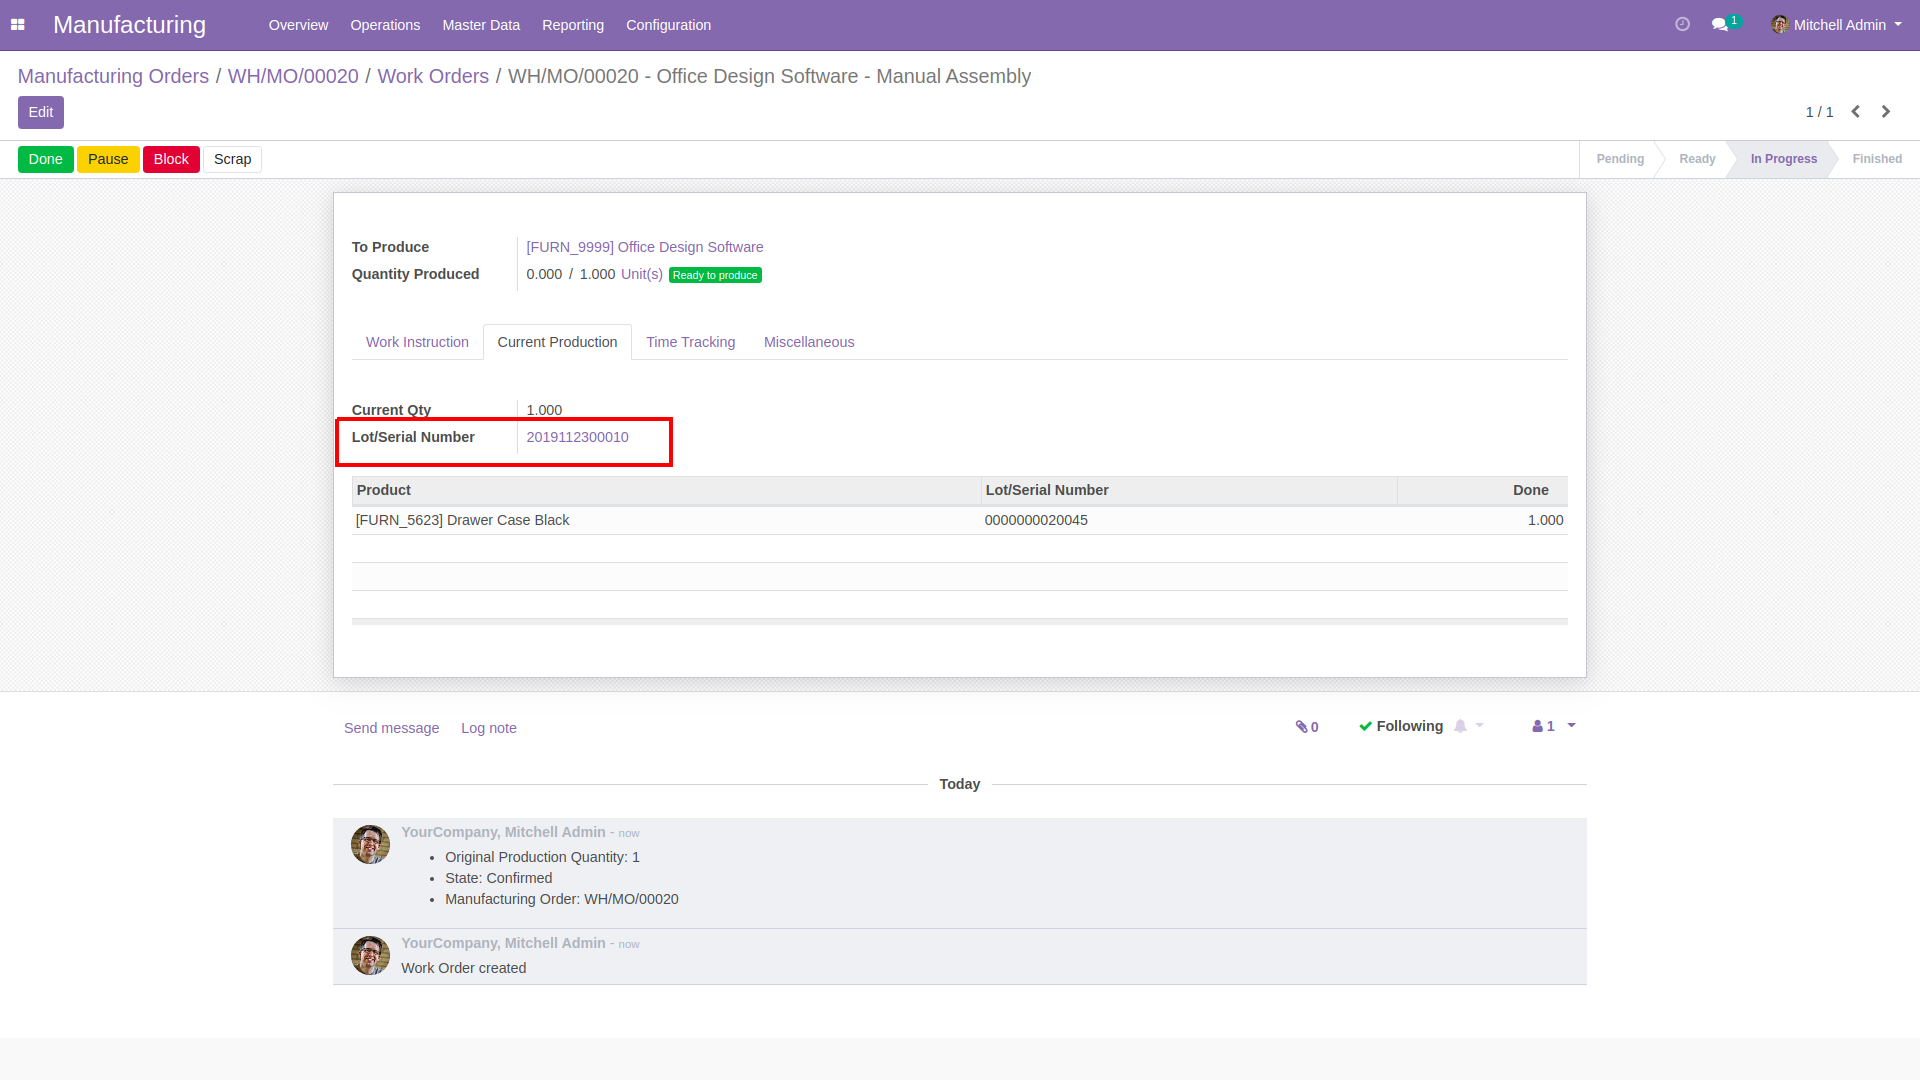 Manufacturing Overview Operations Master Data Reporting Configuration 1 Mitchell Admin
Manufacturing Orders / WH/MO/00020 / Work Orders / WH/MO/00020 - Office Design Software - Manual Assembly
Edit 1 / 1
Done Pause Block Scrap Pending Ready In Progress Finished
To Produce [FURN_9999] Office Design Software
Quantity Produced 0.000 / 1.000 Unit(s) Ready to produce
Work Instruction Current Production Time Tracking Miscellaneous
Current Qty 1.000
Lot/Serial Number 2019112300010
Product Lot/Serial Number Done
[FURN_5623] Drawer Case Black 0000000020045 1.000
Send message Log note 0 Following 1
Today
YourCompany, Mitchell Admin - now
• Original Production Quantity: 1
• State: Confirmed
• Manufacturing Order: WH/MO/00020
YourCompany, Mitchell Admin - now
Work Order created